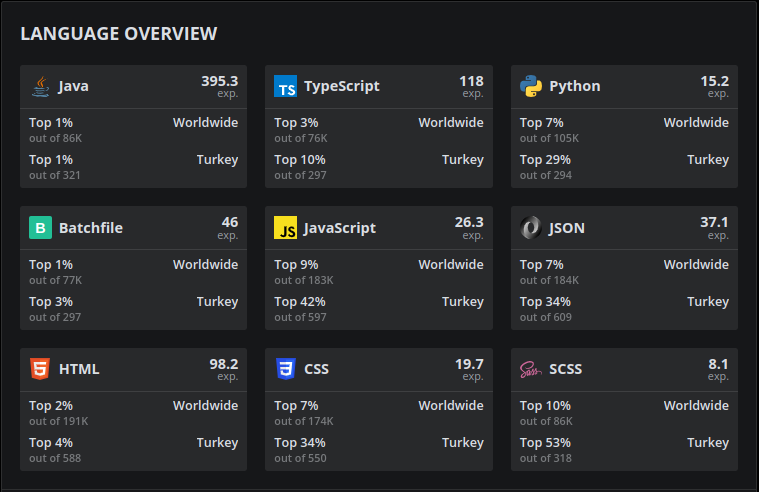 LANGUAGE OVERVIEW
Java 395.3
exp.
Top 1% Worldwide
out of 86K
Top 1% Turkey
out of 321
TS TypeScript 118
exp.
Top 3% Worldwide
out of 76K
Top 10% Turkey
out of 297
Python 15.2
exp.
Top 7% Worldwide
out of 105K
Top 29% Turkey
out of 294
B Batchfile 46
exp.
Top 1% Worldwide
out of 77K
Top 3% Turkey
out of 297
JS JavaScript 26.3
exp.
Top 9% Worldwide
out of 183K
Top 42% Turkey
out of 597
JSON 37.1
exp.
Top 7% Worldwide
out of 184K
Top 34% Turkey
out of 609
5 HTML 98.2
exp.
Top 2% Worldwide
out of 191K
Top 4% Turkey
out of 588
3 CSS 19.7
exp.
Top 7% Worldwide
out of 174K
Top 34% Turkey
out of 550
Sass SCSS 8.1
exp.
Top 10% Worldwide
out of 86K
Top 53% Turkey
out of 318